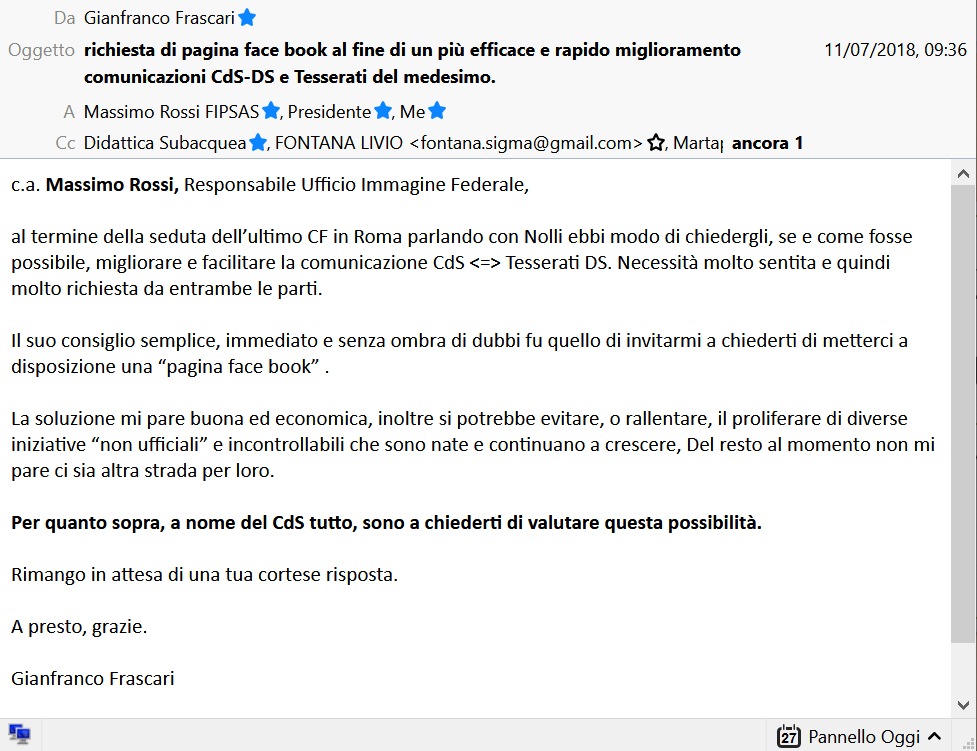 Da Gianfranco Frascari
Oggetto richiesta di pagina face book al fine di un più efficace e rapido miglioramento 11/07/2018, 09:36
comunicazioni CdS-DS e Tesserati del medesimo.
A Massimo Rossi FIPSAS, Presidente, Me
Cc Didattica Subacquea, FONTANA LIVIO <fontana.sigma@gmail.com>, ancora 1
c.a. Massimo Rossi, Responsabile Ufficio Immagine Federale,
al termine della seduta dell’ultimo CF in Roma parlando con Nolli ebbi modo di chiedergli, se e come fosse
possibile, migliorare e facilitare la comunicazione CdS <=> Tesserati DS. Necessità molto sentita e quindi
molto richiesta da entrambe le parti.
Il suo consiglio semplice, immediato e senza ombra di dubbi fu quello di invitarmi a chiederti di metterci a
disposizione una “pagina face book” .
La soluzione mi pare buona ed economica, inoltre si potrebbe evitare, o rallentare, il proliferare di diverse
iniziative “non ufficiali” e incontrollabili che sono nate e continuano a crescere, Del resto al momento non mi
pare ci sia altra strada per loro.
Per quanto sopra, a nome del CdS tutto, sono a chiederti di valutare questa possibilità.
Rimango in attesa di una tua cortese risposta.
A presto, grazie.
Gianfranco Frascari
27 Pannello Oggi